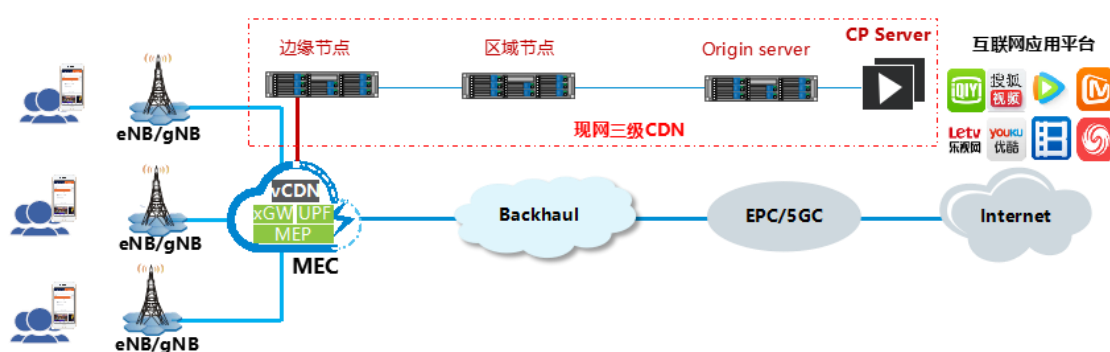 边缘节点
区域节点
Origin server
CP Server
互联网应用平台
iQIYI
搜狐
视频
现网三级CDN
Letv
乐视网
YOUKU
优酷
eNB/gNB
vCDN
xGW UPF
MEP
MEC
Backhaul
EPC/5GC
Internet
eNB/gNB
eNB/gNB